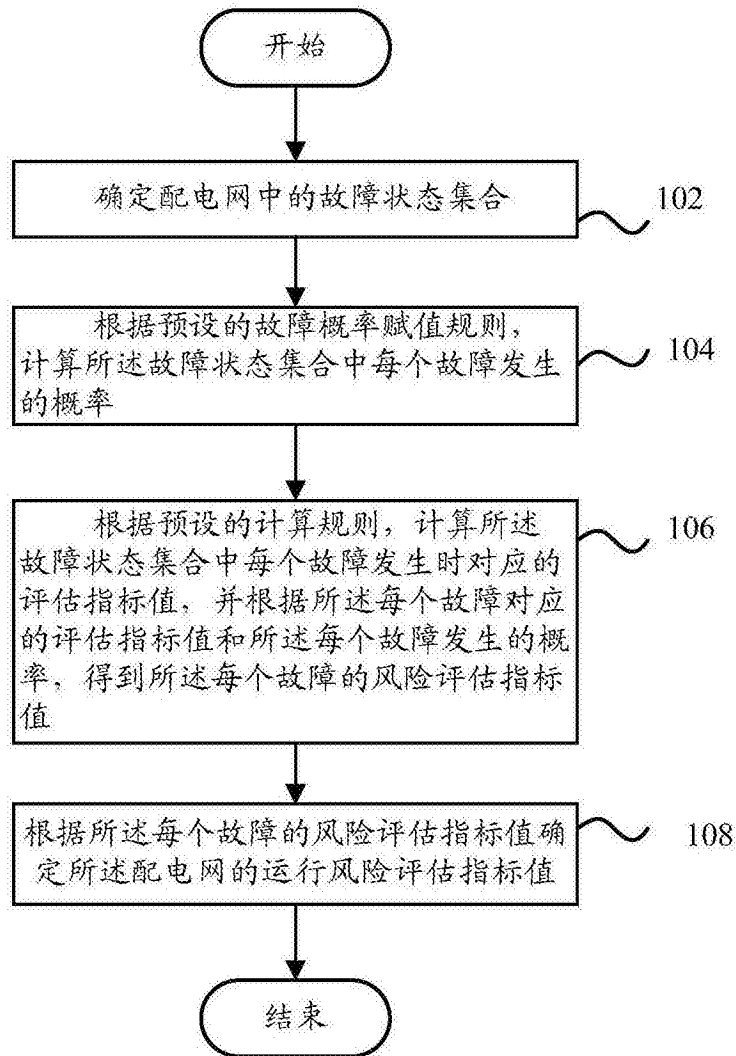 开始
确定配电网中的故障状态集合
102
根据预设的故障概率赋值规则,
计算所述故障状态集合中每个故障发生
的概率
104
根据预设的计算规则，计算所述
故障状态集合中每个故障发生时对应的
评估指标值，并根据所述每个故障对应
的评估指标值和所述每个故障发生的概
率，得到所述每个故障的风险评估指标
值
106
根据所述每个故障的风险评估指标值确
定所述配电网的运行风险评估指标值
108
结束